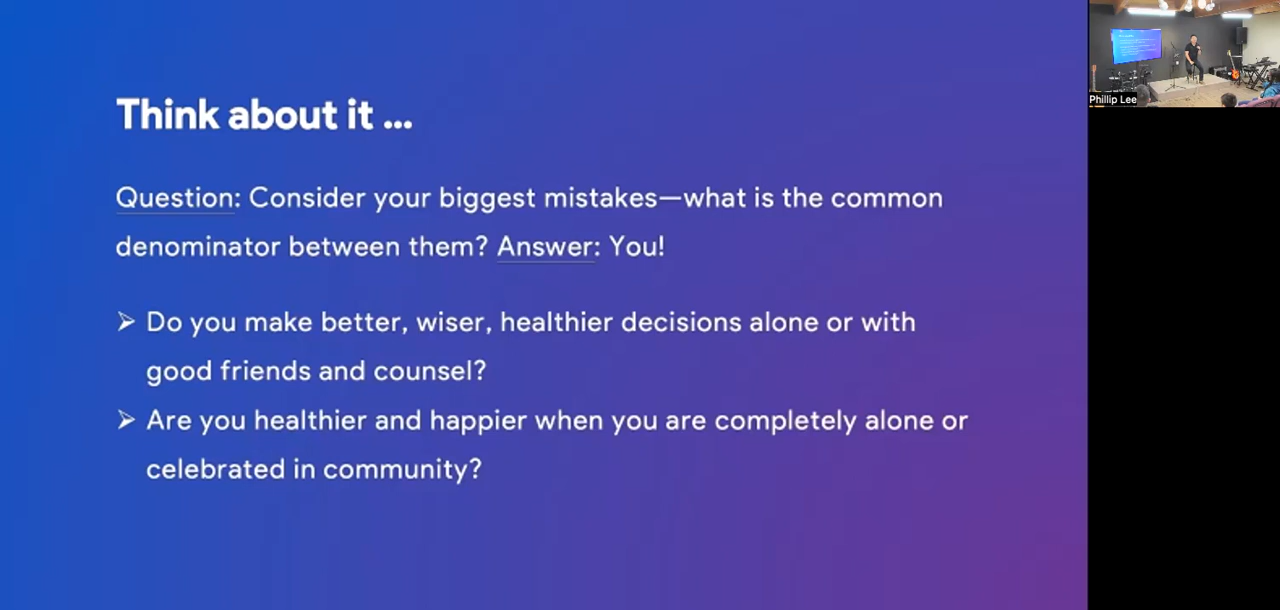 Think about it ...
Question: Consider your biggest mistakes—what is the common
denominator between them? Answer: You!
➢ Do you make better, wiser, healthier decisions alone or with
good friends and counsel?
➢ Are you healthier and happier when you are completely alone or
celebrated in community?
Phillip Lee